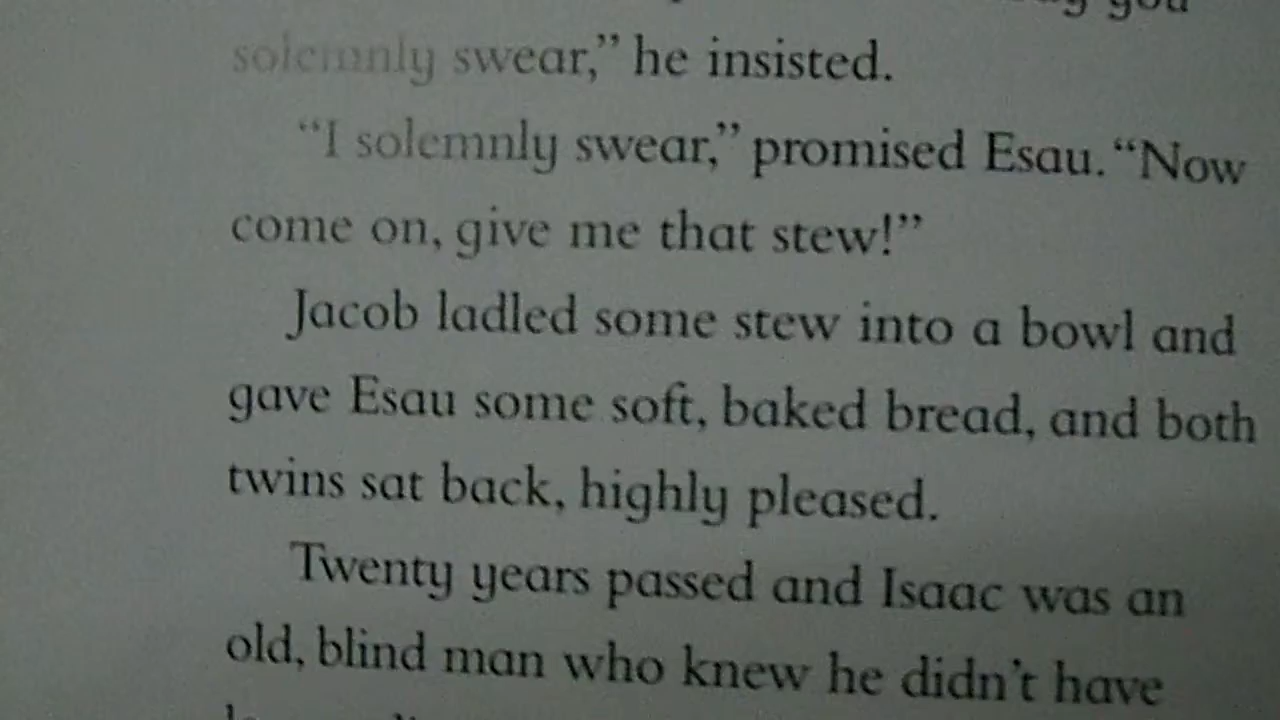 you
solemnly swear,” he insisted.
“I solemnly swear,” promised Esau. “Now
come on, give me that stew!”
Jacob ladled some stew into a bowl and
gave Esau some soft, baked bread, and both
twins sat back, highly pleased.
Twenty years passed and Isaac was an
old, blind man who knew he didn’t have